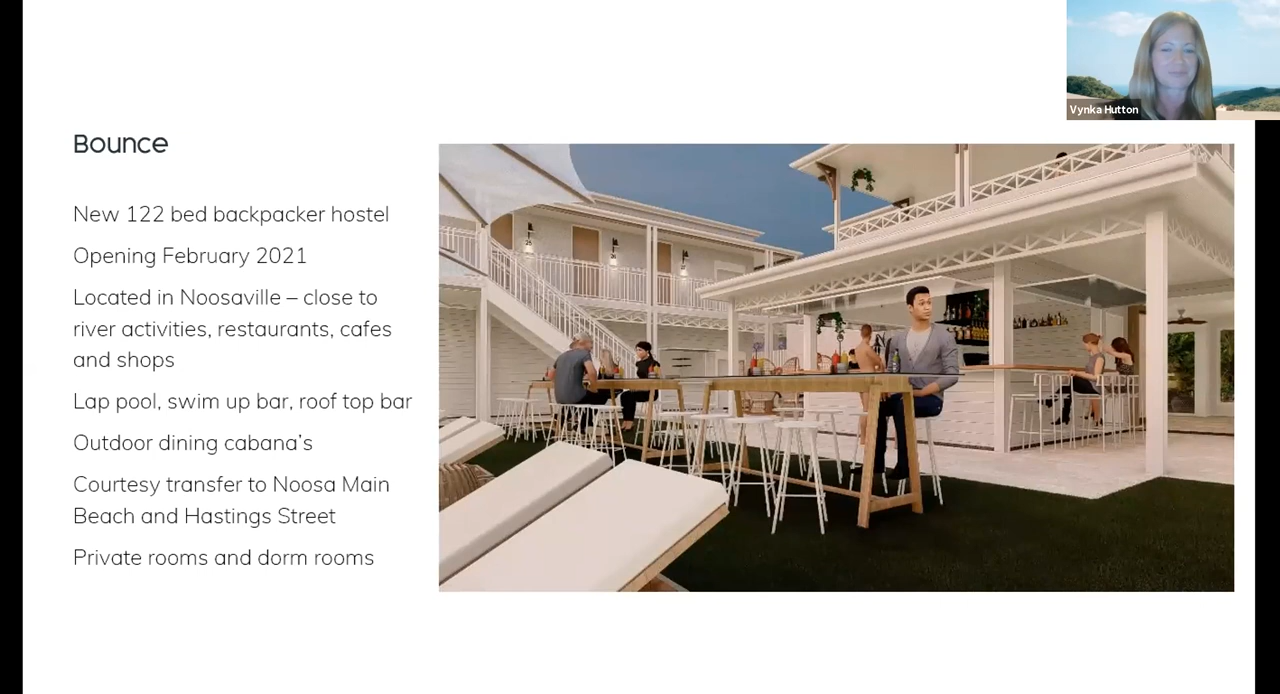 Vynka Hutton
Bounce
New 122 bed backpacker hostel
Opening February 2021
Located in Noosaville – close to
river activities, restaurants, cafes
and shops
Lap pool, swim up bar, roof top bar
Outdoor dining cabana’s
Courtesy transfer to Noosa Main
Beach and Hastings Street
Private rooms and dorm rooms